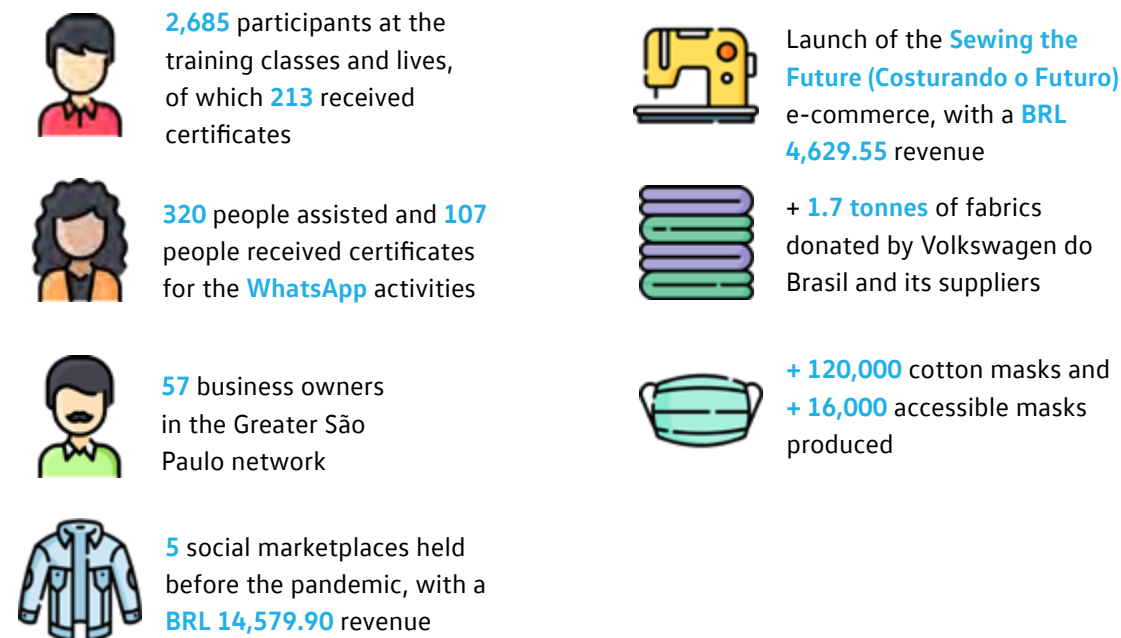 2,685 participants at the
training classes and lives,
of which 213 received
certificates
320 people assisted and 107
people received certificates
for the WhatsApp activities
57 business owners
in the Greater São
Paulo network
5 social marketplaces held
before the pandemic, with a
BRL 14,579.90 revenue
Launch of the Sewing the
Future (Costurando o Futuro)
e-commerce, with a BRL
4,629.55 revenue
+ 1.7 tonnes of fabrics
donated by Volkswagen do
Brasil and its suppliers
+ 120,000 cotton masks and
+ 16,000 accessible masks
produced